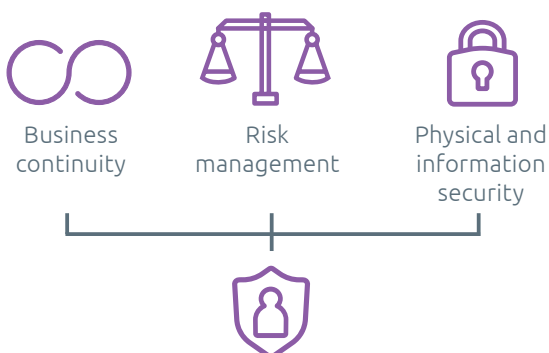 Business
continuity
Risk
management
Physical and
information
security